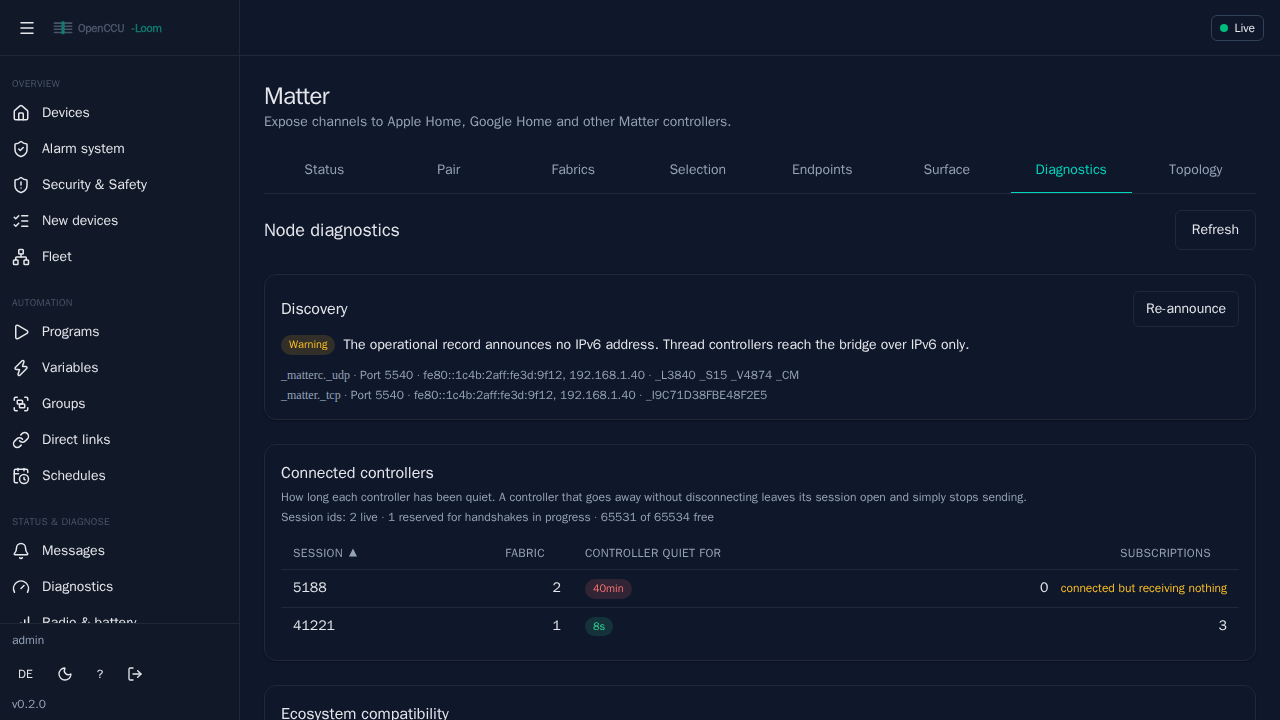 OpenCCU -Loom
Live
OVERVIEW
Devices
Alarm system
Security & Safety
New devices
Fleet
AUTOMATION
Programs
Variables
Groups
Direct links
Schedules
STATUS & DIAGNOSE
Messages
Diagnostics
Radio & battery
admin
DE
?
v0.2.0
Matter
Expose channels to Apple Home, Google Home and other Matter controllers.
Status Pair Fabrics Selection Endpoints Surface Diagnostics Topology
Node diagnostics
Refresh
Discovery
Re-announce
Warning The operational record announces no IPv6 address. Thread controllers reach the bridge over IPv6 only.
_matterc._udp · Port 5540 · fe80::1c4b:2aff:fe3d:9f12, 192.168.1.40 · _L3840 _S15 _V4874 _CM
_matter._tcp · Port 5540 · fe80::1c4b:2aff:fe3d:9f12, 192.168.1.40 · _I9C71D38FBE48F2E5
Connected controllers
How long each controller has been quiet. A controller that goes away without disconnecting leaves its session open and simply stops sending.
Session ids: 2 live · 1 reserved for handshakes in progress · 65531 of 65534 free
SESSION ▲ FABRIC CONTROLLER QUIET FOR SUBSCRIPTIONS
5188 2 40min 0 connected but receiving nothing
41221 1 8s 3
Ecosystem compatibility